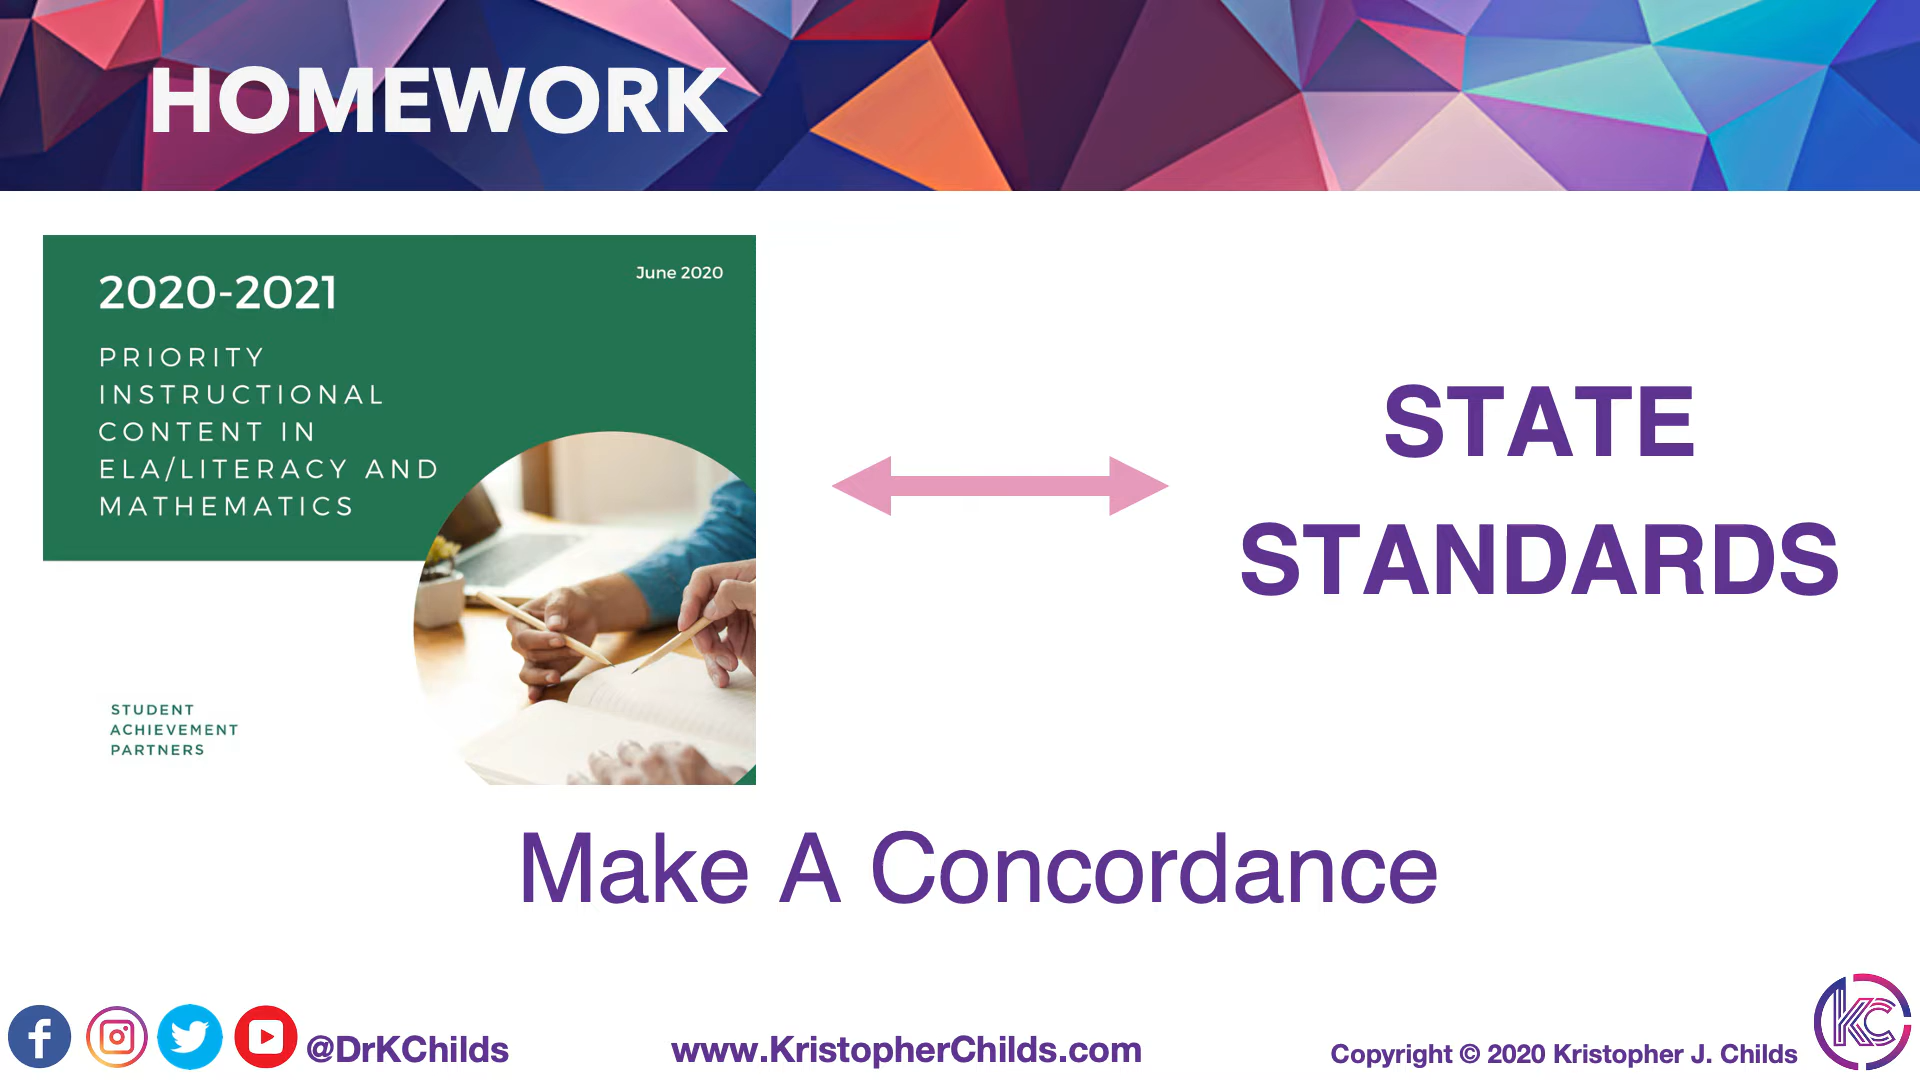 HOMEWORK
2020-2021
June 2020
PRIORITY
INSTRUCTIONAL
CONTENT IN
ELA/LITERACY AND
MATHEMATICS
STUDENT
ACHIEVEMENT
PARTNERS
STATE
STANDARDS
Make A Concordance
@DrKChilds
www.KristopherChilds.com
Copyright © 2020 Kristopher J. Childs
KC